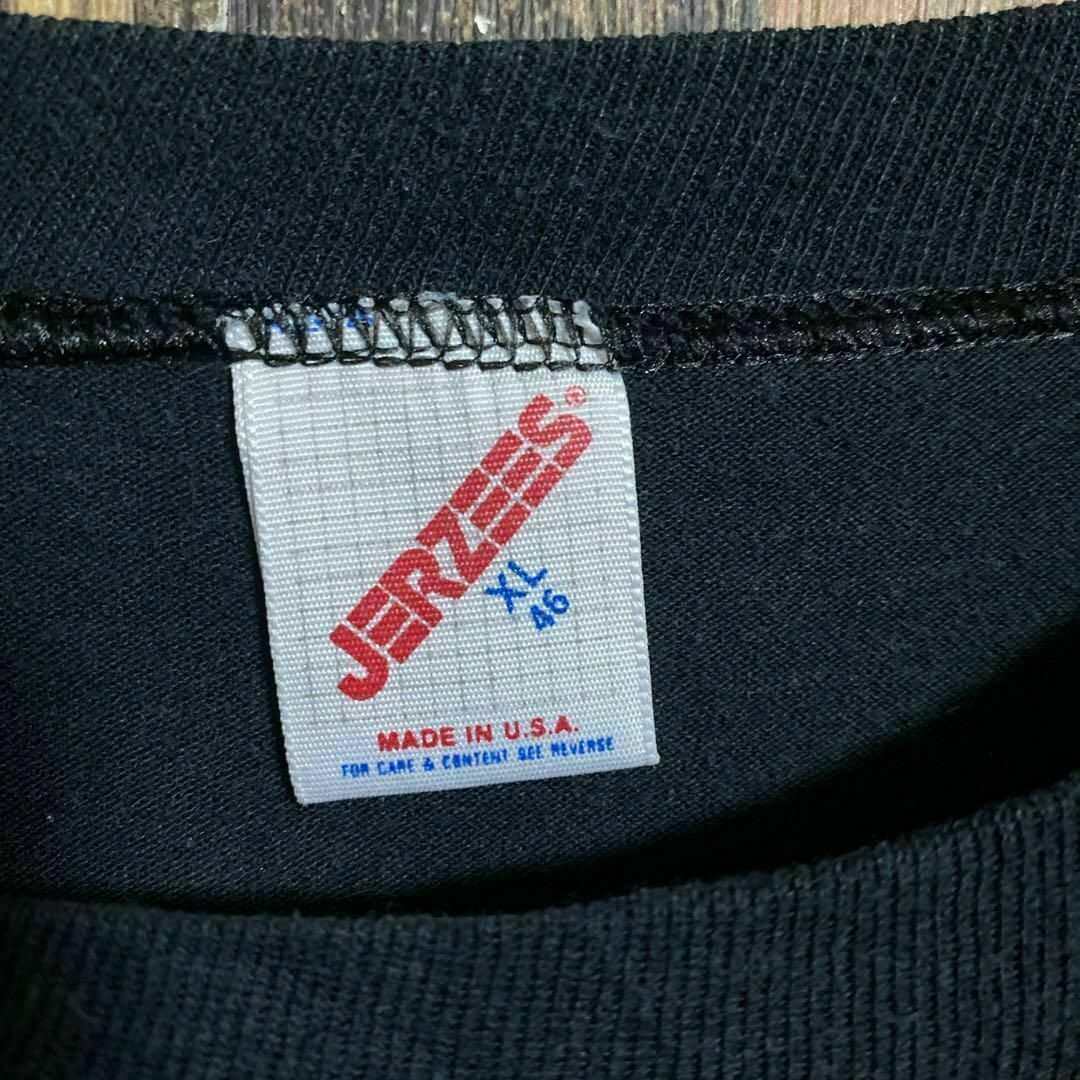 JERZEES®
XL
46
MADE IN U.S.A.
FOR CARE & CONTENT SEE REVERSE